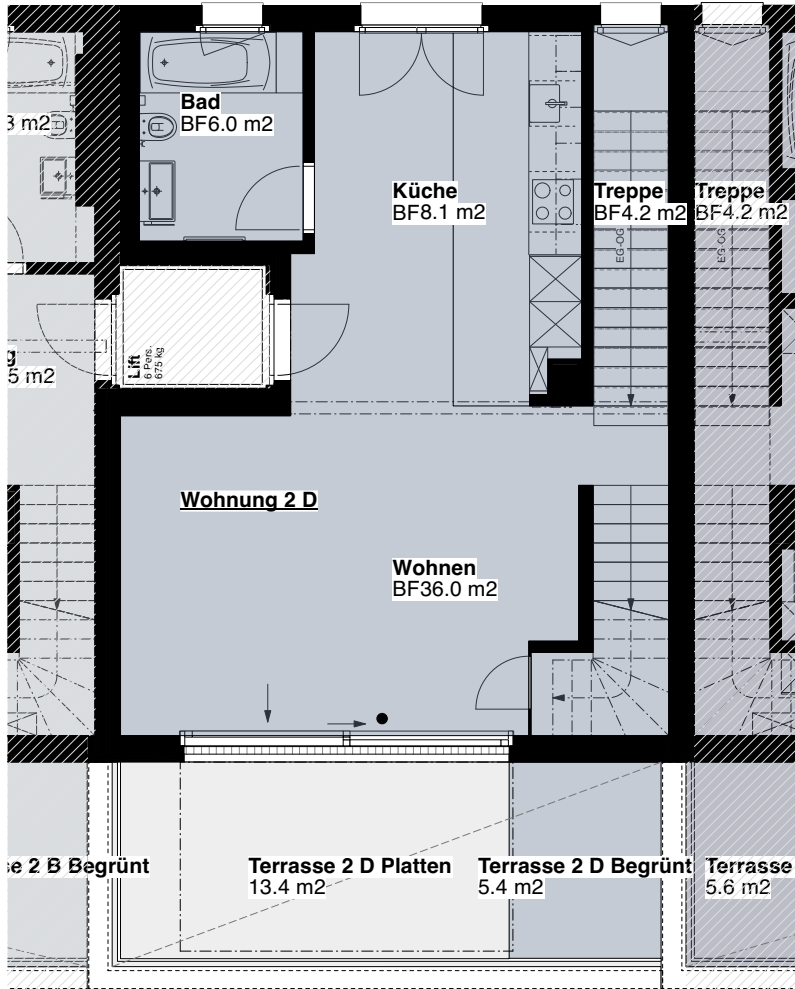 Bad
BF6.0 m2
3 m2
Küche
BF8.1 m2
Treppe
BF4.2 m2
Treppe
BF4.2 m2
EG-OG
EG-OG
Lift
6 Pers.
675 kg
g
5 m2
Wohnung 2 D
Wohnen
BF36.0 m2
se 2 B Begrünt
Terrasse 2 D Platten
13.4 m2
Terrasse 2 D Begrünt
5.4 m2
Terrasse
5.6 m2